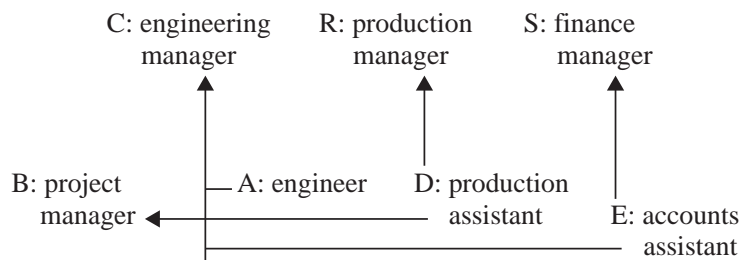 C: engineering
manager
R: production
manager
S: finance
manager
B: project
manager
A: engineer
D: production
assistant
E: accounts
assistant